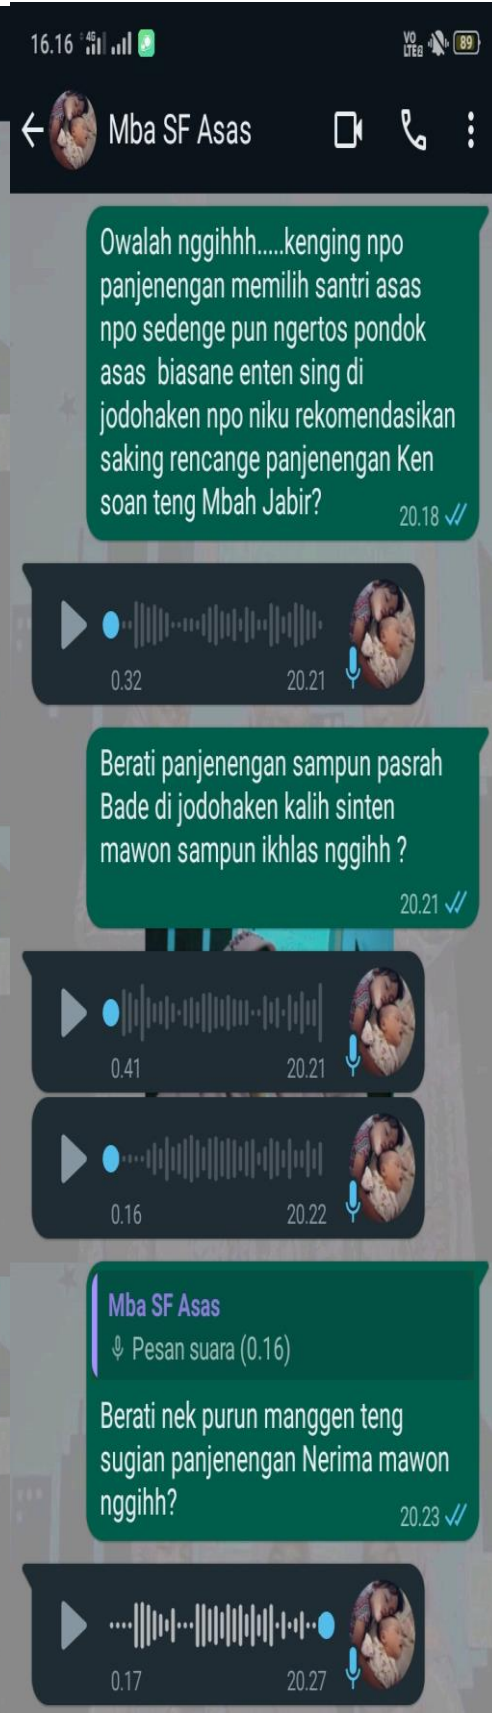 16.16 4G
VO LTE2 89
Mba SF Asas
Owalah nggihhh.....kenging npo
panjenengan memilih santri asas
npo sedenge pun ngertos pondok
asas biasane enten sing di
jodohaken npo niku rekomendasikan
saking rencange panjenengan Ken
soan teng Mbah Jabir?
20.18
0.32 20.21
Berati panjenengan sampun pasrah
Bade di jodohaken kalih sinten
mawon sampun ikhlas nggihh ?
20.21
0.41 20.21
0.16 20.22
Mba SF Asas
Pesan suara (0.16)
Berati nek purun manggen teng
sugian panjenengan Nerima mawon
nggihh?
20.23
0.17 20.27